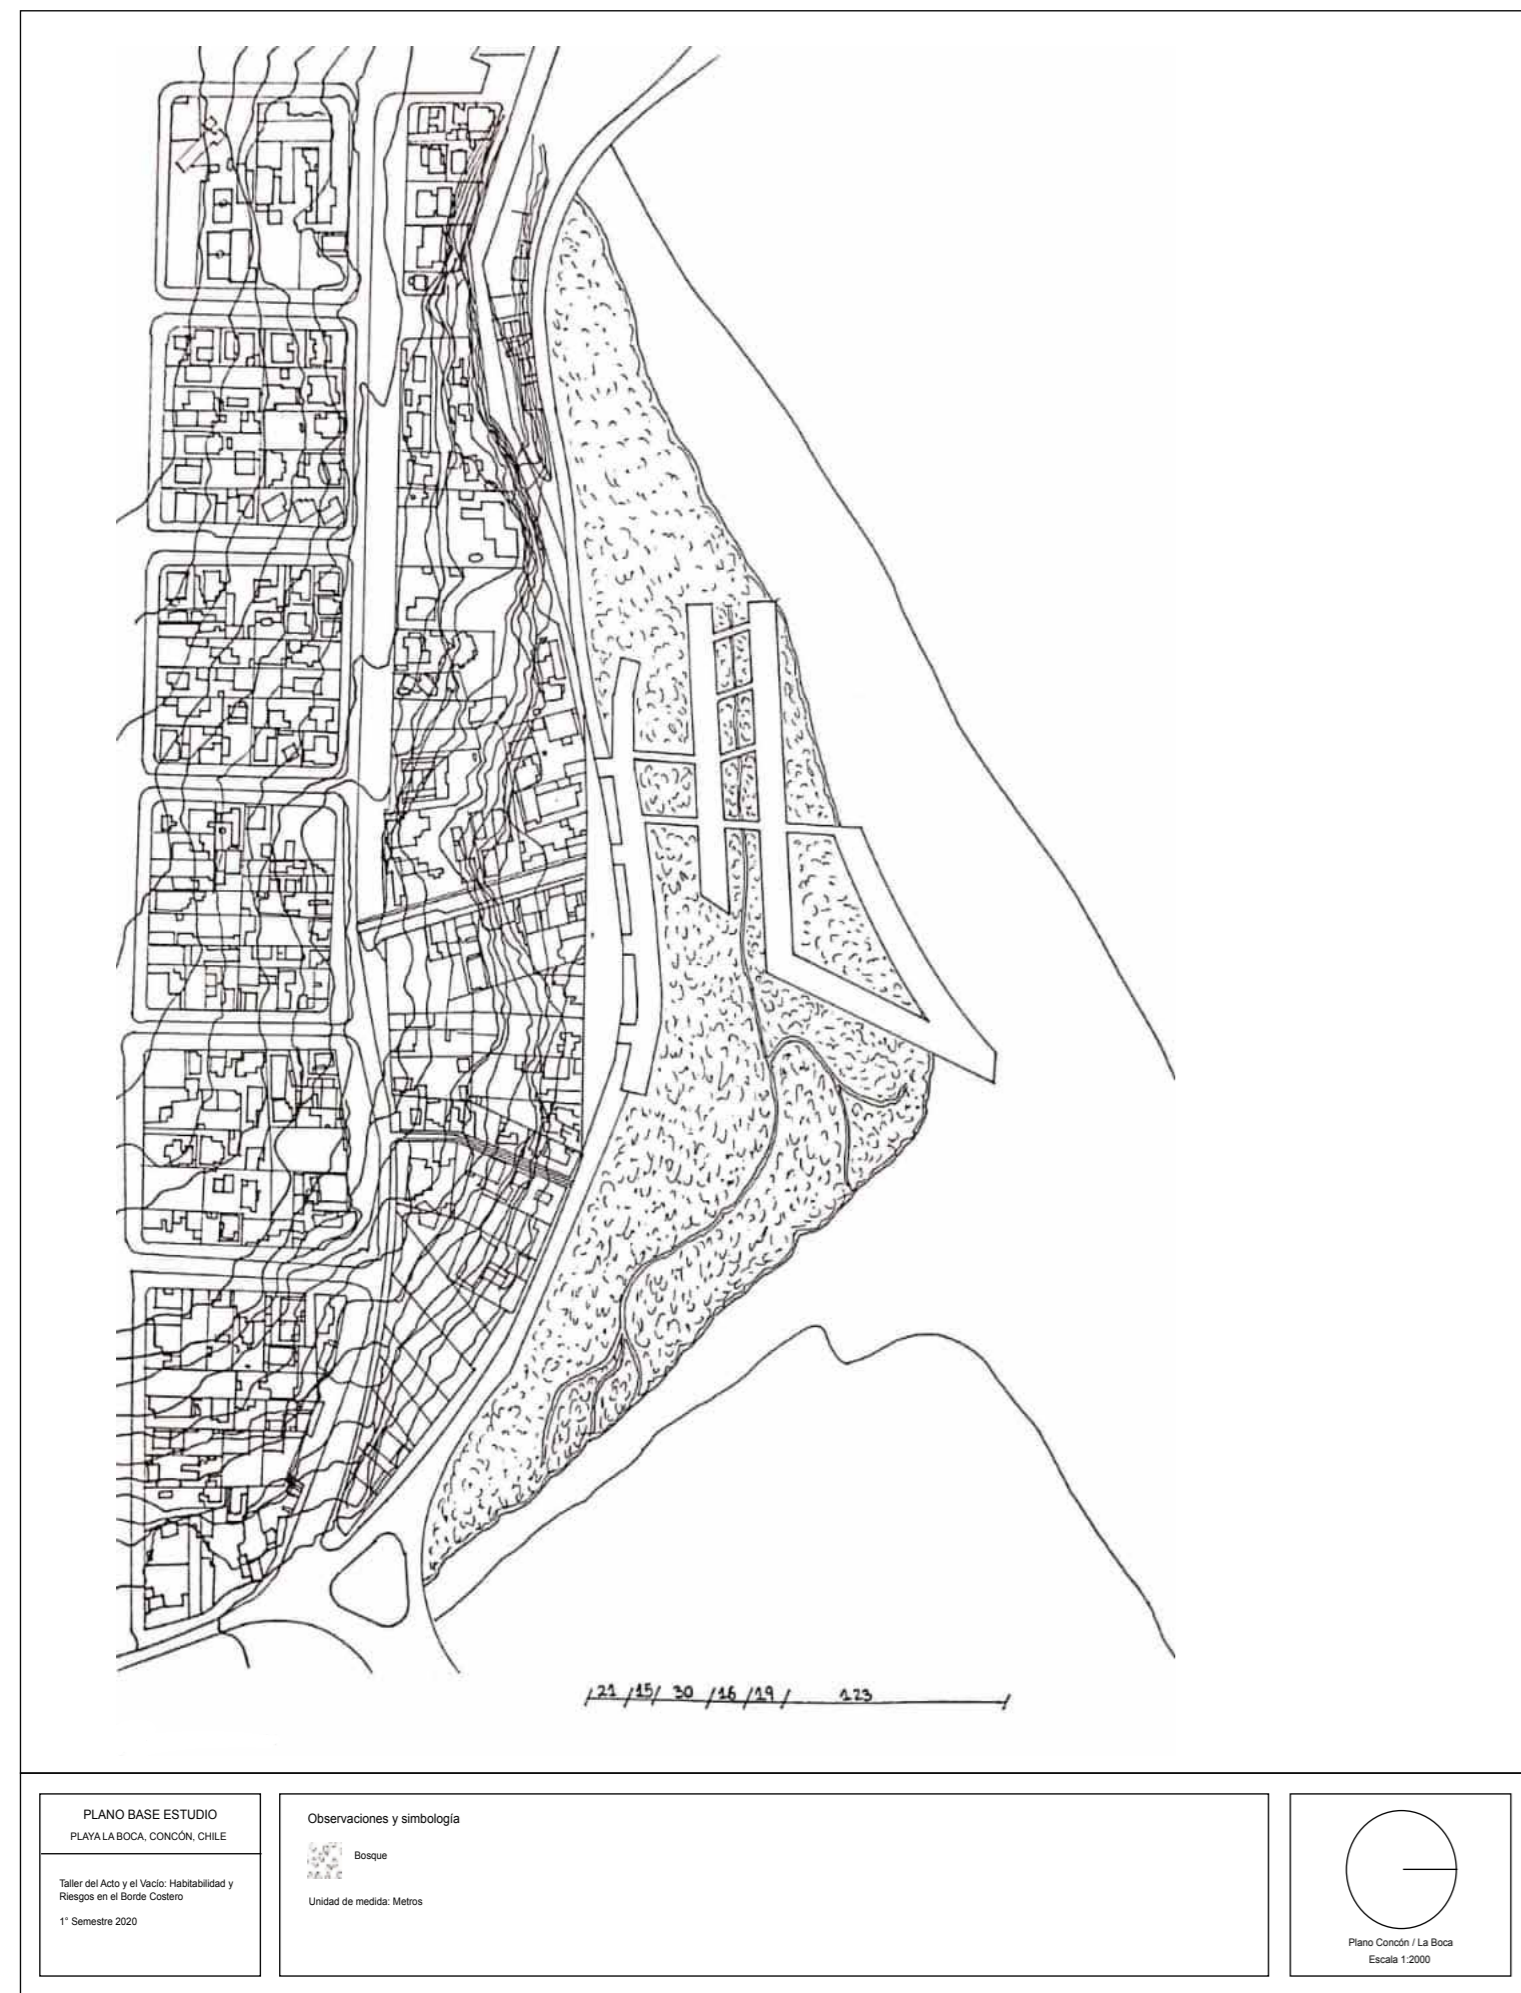 21 15 30 16 19 123
PLANO BASE ESTUDIO
PLAYA LA BOCA, CONCÓN, CHILE
Taller del Acto y el Vacío: Habitabilidad y
Riesgos en el Borde Costero
1° Semestre 2020
Observaciones y simbología
Bosque
Unidad de medida: Metros
Plano Concón / La Boca
Escala 1:2000